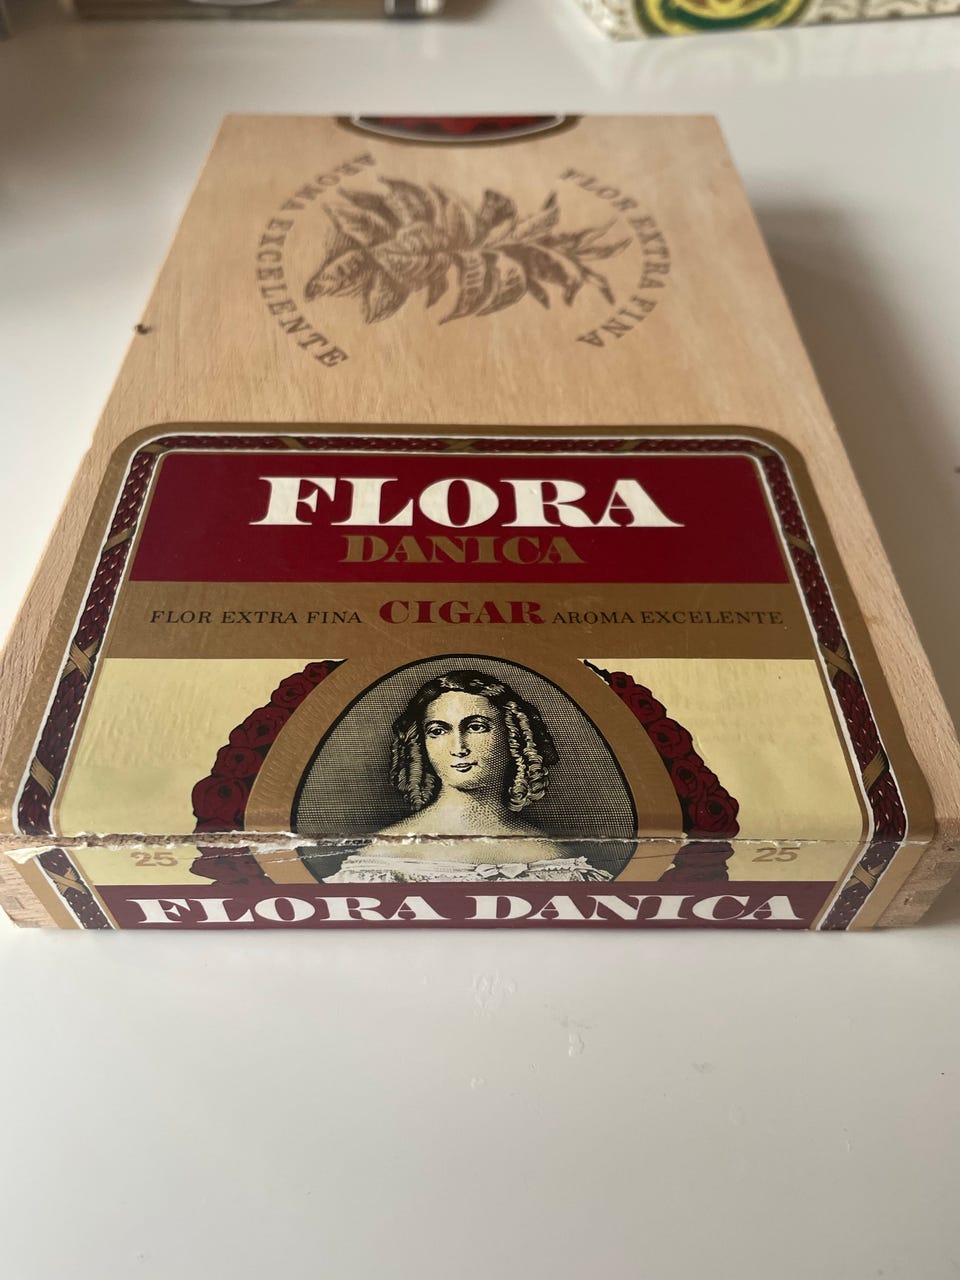 AROMA EXCELENTE
FLOR EXTRA FINA
FLORA
DANICA
FLOR EXTRA FINA CIGAR AROMA EXCELENTE
25 25
FLORA DANICA